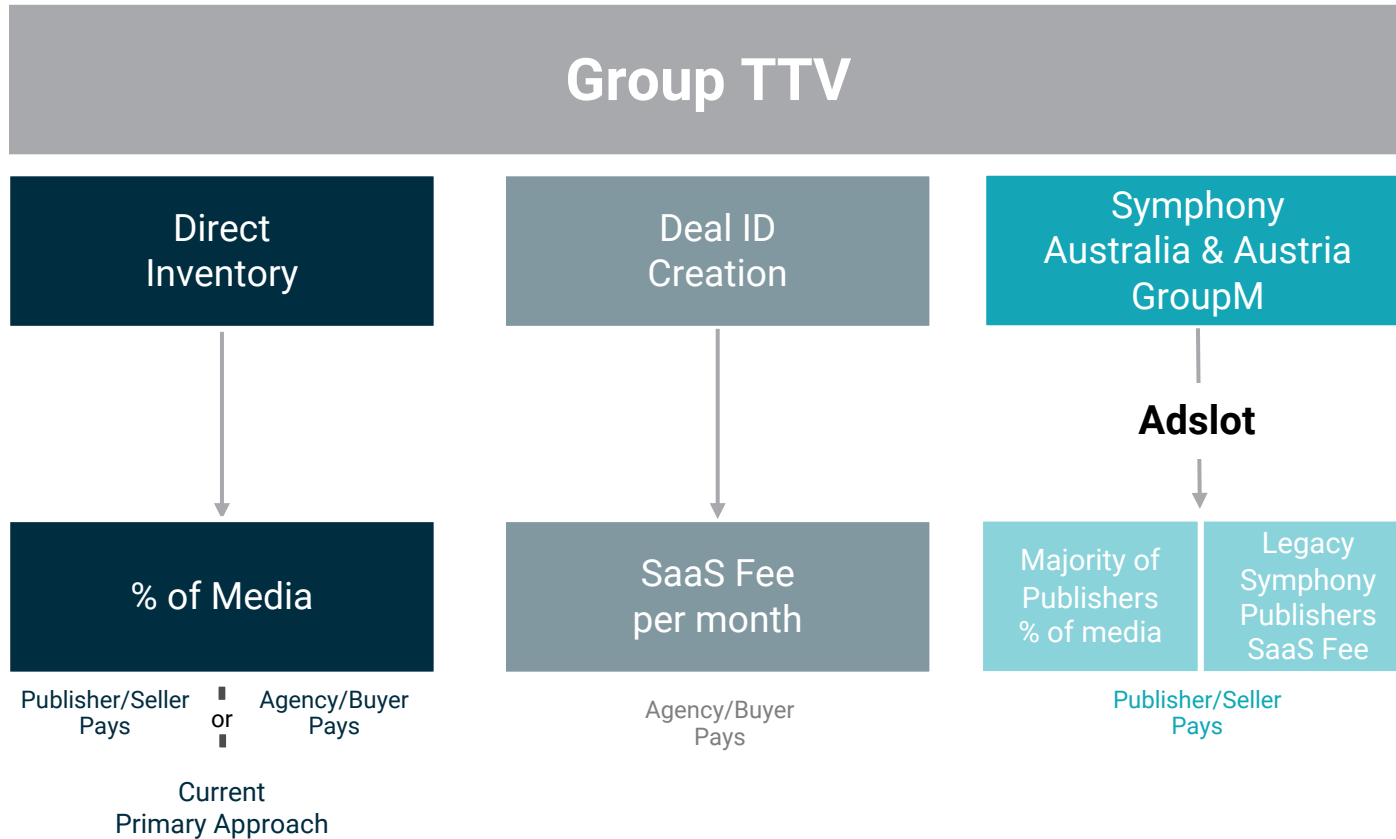 Group TTV
Direct
Inventory
Deal ID
Creation
Symphony
Australia & Austria
GroupM
Adslot
% of Media
SaaS Fee
per month
Majority of
Publishers
% of media
Legacy
Symphony
Publishers
SaaS Fee
Publisher/Seller
Pays
or
Agency/Buyer
Pays
Current
Primary Approach
Agency/Buyer
Pays
Publisher/Seller
Pays